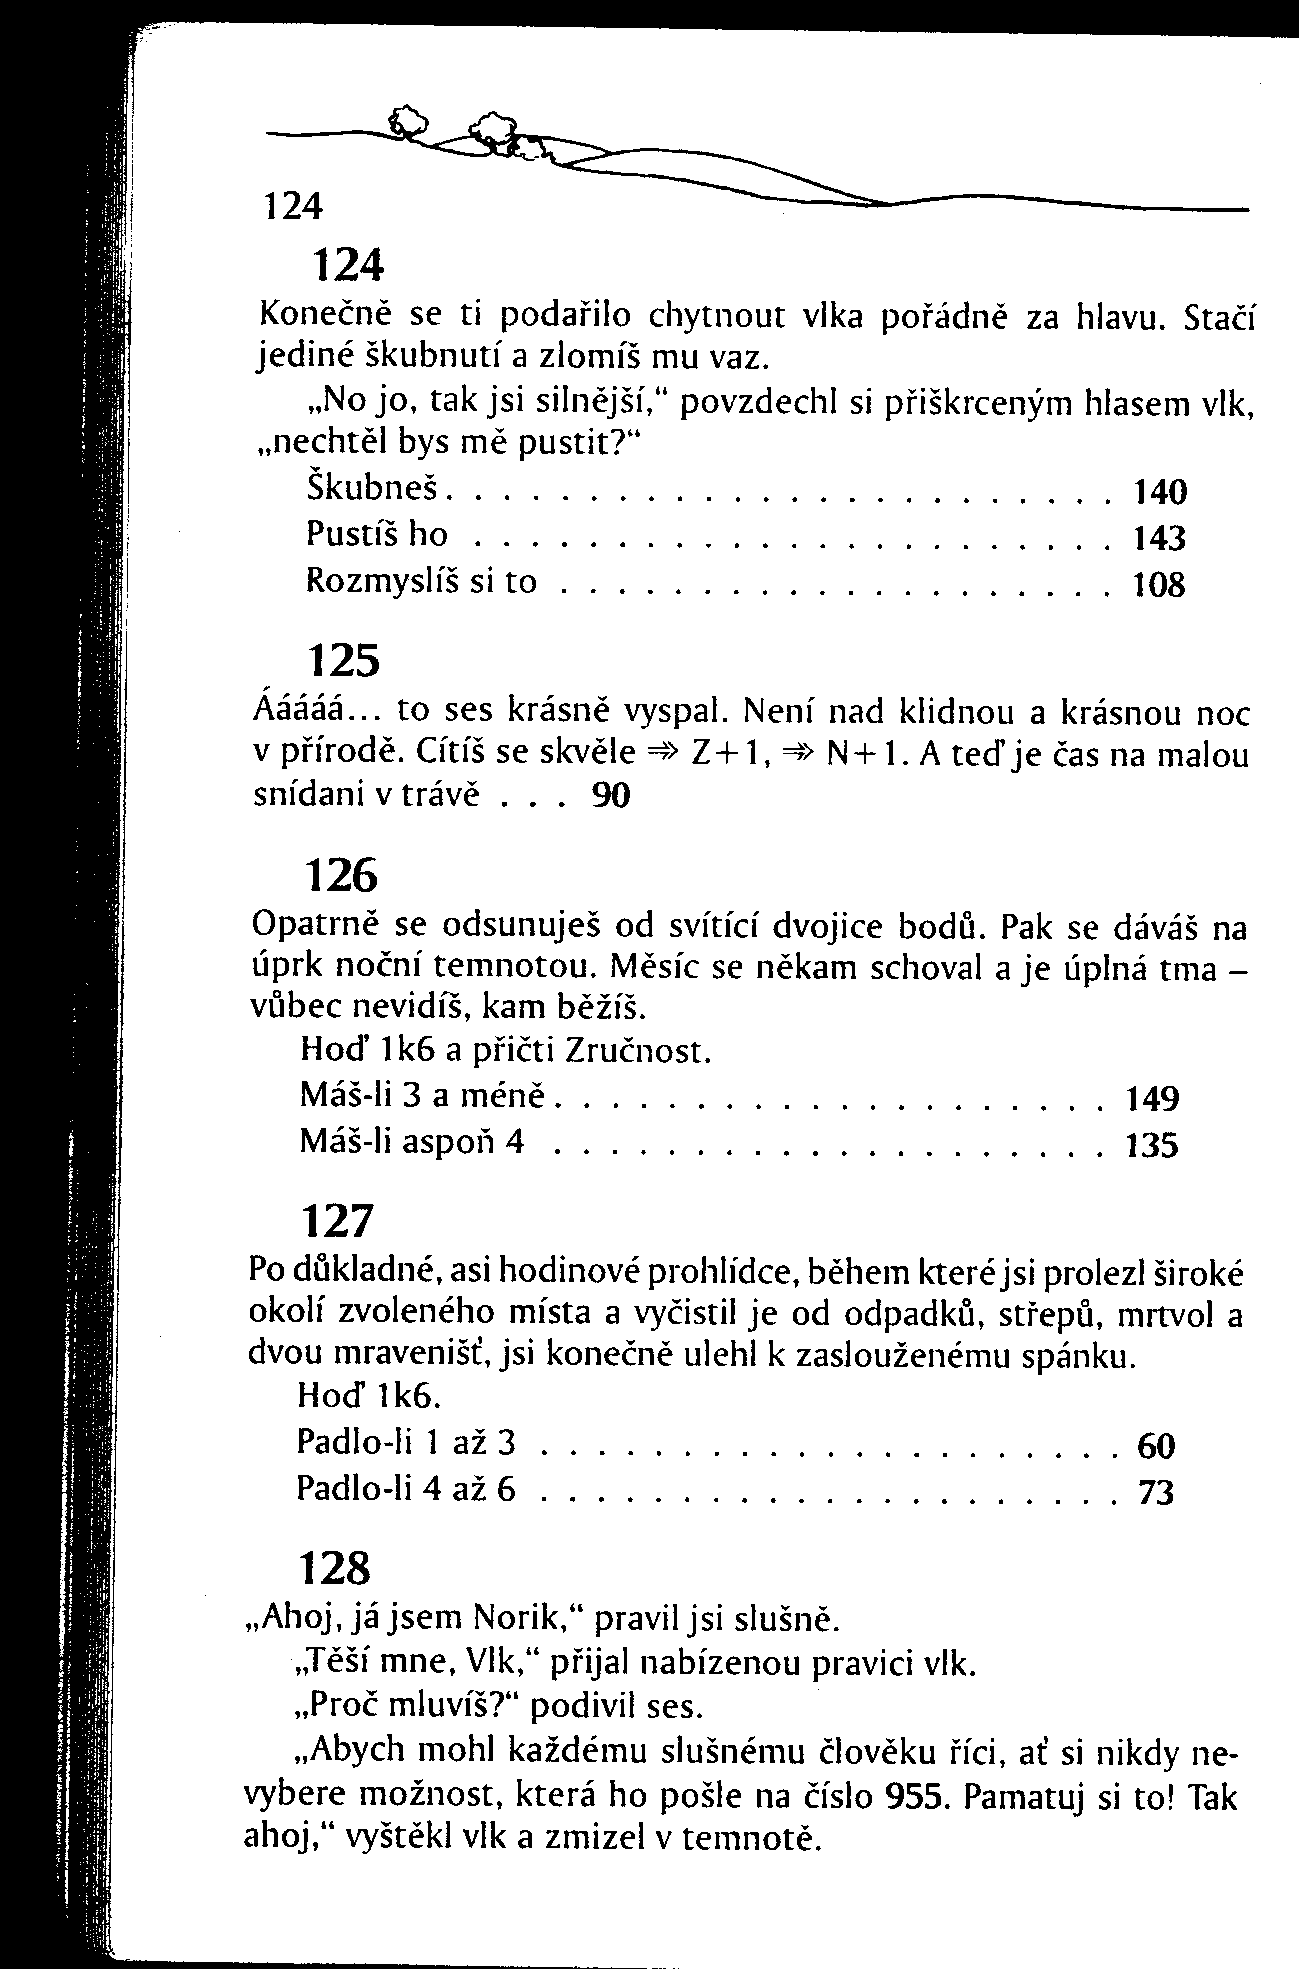 124
124
Konečně se ti podařilo chytnout vlka pořádně za hlavu. Stačí
jediné škubnutí a zlomíš mu vaz.
„No jo, tak jsi silnější,“ povzdechl si přiškrceným hlasem vlk,
„nechtěl bys mě pustit?“
Škubneš. . . . . . . . . . . . . . . . . . . . . . . . 140
Pustíš ho . . . . . . . . . . . . . . . . . . . . . . . 143
Rozmyslíš si to . . . . . . . . . . . . . . . . . . . . 108
125
Ááááá... to ses krásně vyspal. Není nad klidnou a krásnou noc
v přírodě. Cítíš se skvěle ⇒ Z+1, ⇒ N+1. A teď je čas na malou
snídani v trávě . . . 90
126
Opatrně se odsunuješ od svítící dvojice bodů. Pak se dáváš na
úprk noční temnotou. Měsíc se někam schoval a je úplná tma –
vůbec nevidíš, kam běžíš.
Hoď 1k6 a přičti Zručnost.
Máš-li 3 a méně. . . . . . . . . . . . . . . . . . . . 149
Máš-li aspoň 4 . . . . . . . . . . . . . . . . . . . . 135
127
Po důkladné, asi hodinové prohlídce, během které jsi prolezl široké
okolí zvoleného místa a vyčistil je od odpadků, střepů, mrtvol a
dvou mravenišť, jsi konečně ulehl k zaslouženému spánku.
Hoď 1k6.
Padlo-li 1 až 3 . . . . . . . . . . . . . . . . . . . . . 60
Padlo-li 4 až 6 . . . . . . . . . . . . . . . . . . . . . 73
128
„Ahoj, já jsem Norik,“ pravil jsi slušně.
„Těší mne, Vlk,“ přijal nabízenou pravici vlk.
„Proč mluvíš?“ podivil ses.
„Abych mohl každému slušnému člověku říci, ať si nikdy ne-
vybere možnost, která ho pošle na číslo 955. Pamatuj si to! Tak
ahoj,“ vyštěkl vlk a zmizel v temnotě.